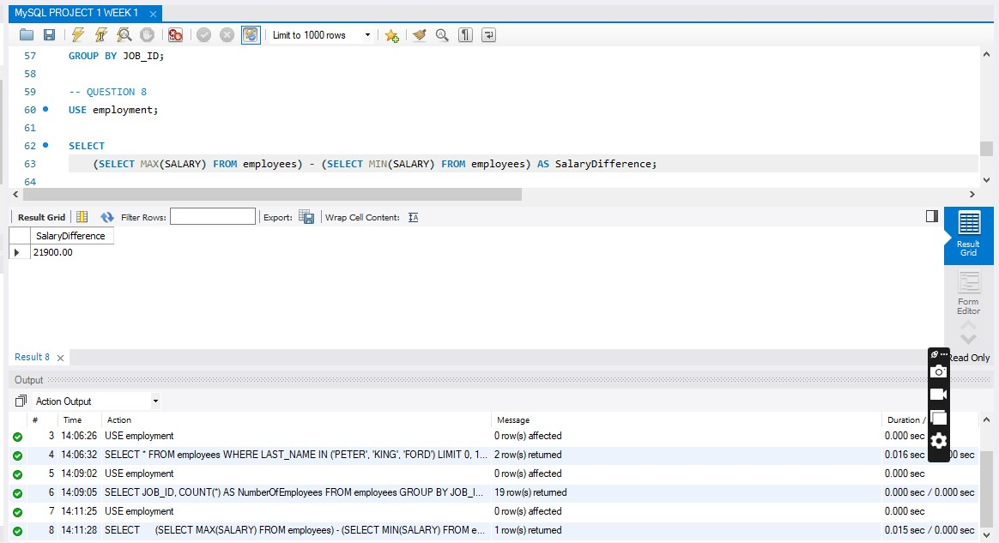 MySQL PROJECT 1 WEEK 1
Limit to 1000 rows
57 GROUP BY JOB_ID;
58
59 -- QUESTION 8
60 USE employment;
61
62 SELECT
63 (SELECT MAX(SALARY) FROM employees) - (SELECT MIN(SALARY) FROM employees) AS SalaryDifference;
64
Result Grid Filter Rows: Export: Wrap Cell Content:
SalaryDifference
21900.00
Result
Grid
Form
Editor
Result 8
Read Only
Output
Action Output
# Time Action Message Duration /
3 14:06:26 USE employment 0 row(s) affected 0.000 sec
4 14:06:32 SELECT * FROM employees WHERE LAST_NAME IN ('PETER', 'KING', 'FORD') LIMIT 0, 1... 2 row(s) returned 0.016 sec 00 sec
5 14:09:02 USE employment 0 row(s) affected 0.000 sec
6 14:09:05 SELECT JOB_ID, COUNT(*) AS NumberOfEmployees FROM employees GROUP BY JOB_I... 19 row(s) returned 0.000 sec / 0.000 sec
7 14:11:25 USE employment 0 row(s) affected 0.000 sec
8 14:11:28 SELECT (SELECT MAX(SALARY) FROM employees) - (SELECT MIN(SALARY) FROM e... 1 row(s) returned 0.015 sec / 0.000 sec